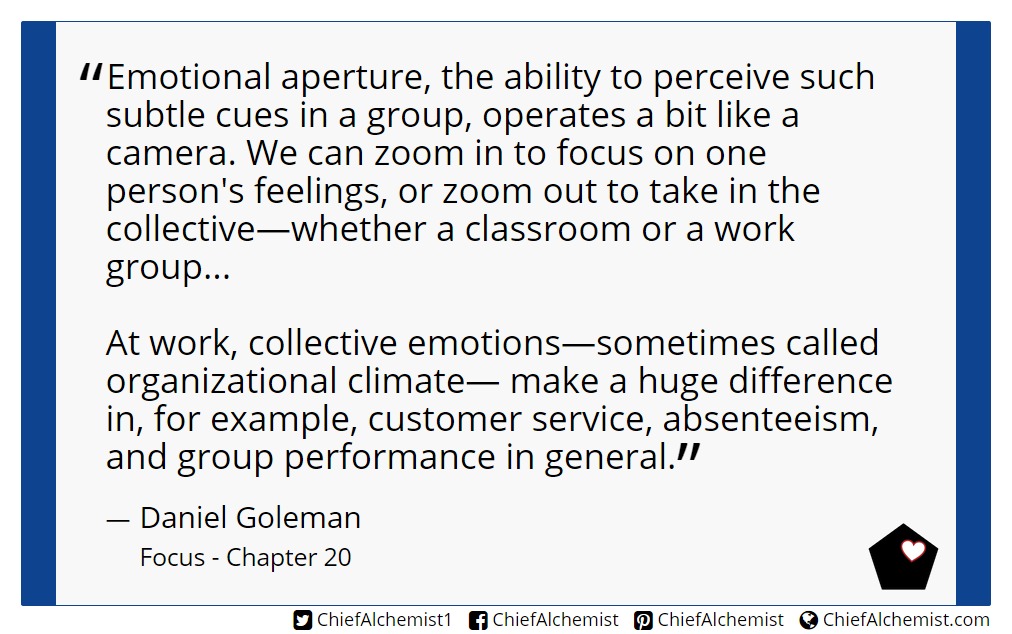 “Emotional aperture, the ability to perceive such
subtle cues in a group, operates a bit like a
camera. We can zoom in to focus on one
person's feelings, or zoom out to take in the
collective—whether a classroom or a work
group...
At work, collective emotions—sometimes called
organizational climate— make a huge difference
in, for example, customer service, absenteeism,
and group performance in general.”
— Daniel Goleman
Focus - Chapter 20
ChiefAlchemist1 ChiefAlchemist ChiefAlchemist ChiefAlchemist.com